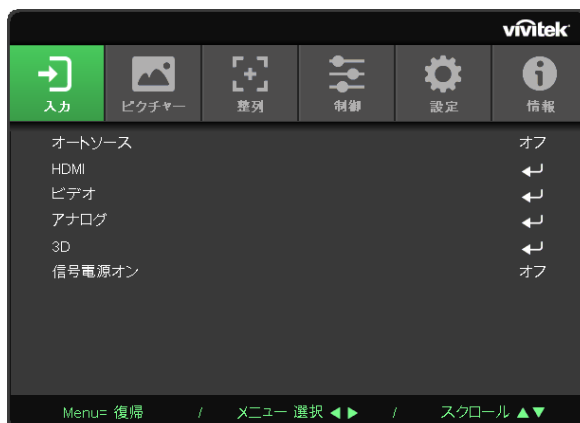 vivitek
入力 ピクチャー 整列 制御 設定 情報
オートソース オフ
HDMI
ビデオ
アナログ
3D
信号電源オン オフ
Menu= 復帰 / メニュー 選択 ◀ ▶ / スクロール ▲▼